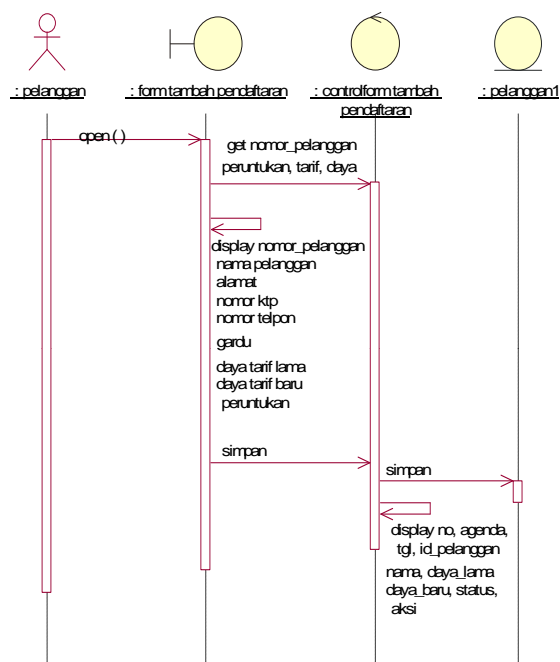 : pelanggan
: form tambah pendaftaran
: controlform tambah
pendaftaran
: pelanggan1
open ( )
get nomor_pelanggan
peruntukan, tarif, daya
display nomor_pelanggan
nama pelanggan
alamat
nomor ktp
nomor telpon
gardu
daya tarif lama
daya tarif baru
peruntukan
simpan
simpan
display no, agenda,
tgl, id_pelanggan
nama, daya_lama
daya_baru, status,
aksi